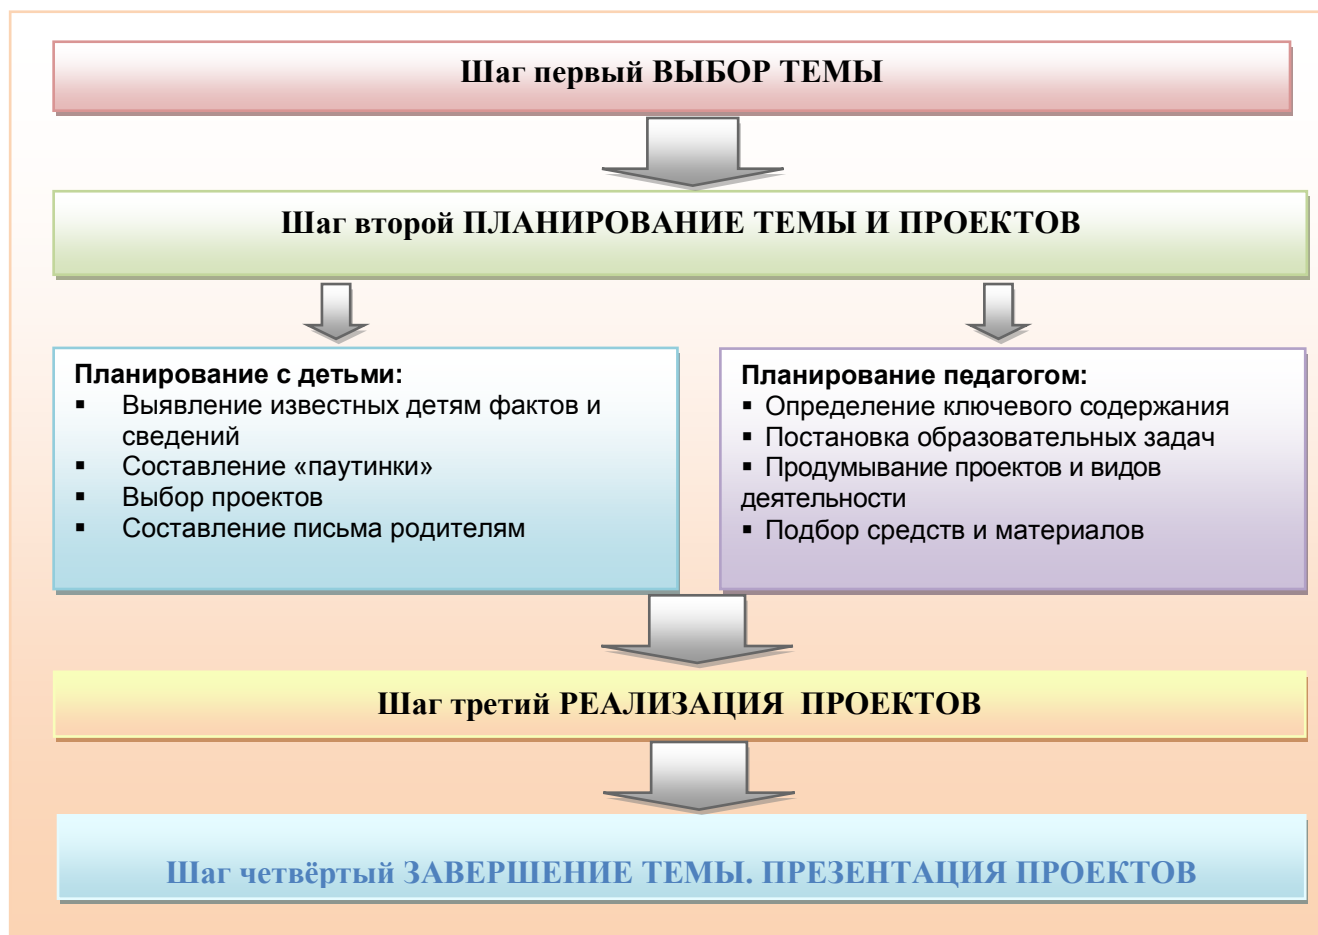 Шаг первый ВЫБОР ТЕМЫ
Шаг второй ПЛАНИРОВАНИЕ ТЕМЫ И ПРОЕКТОВ
Планирование с детьми:
▪ Выявление известных детям фактов и
сведений
▪ Составление «паутинки»
▪ Выбор проектов
▪ Составление письма родителям
Планирование педагогом:
▪ Определение ключевого содержания
▪ Постановка образовательных задач
▪ Продумывание проектов и видов
деятельности
▪ Подбор средств и материалов
Шаг третий РЕАЛИЗАЦИЯ ПРОЕКТОВ
Шаг четвёртый ЗАВЕРШЕНИЕ ТЕМЫ. ПРЕЗЕНТАЦИЯ ПРОЕКТОВ